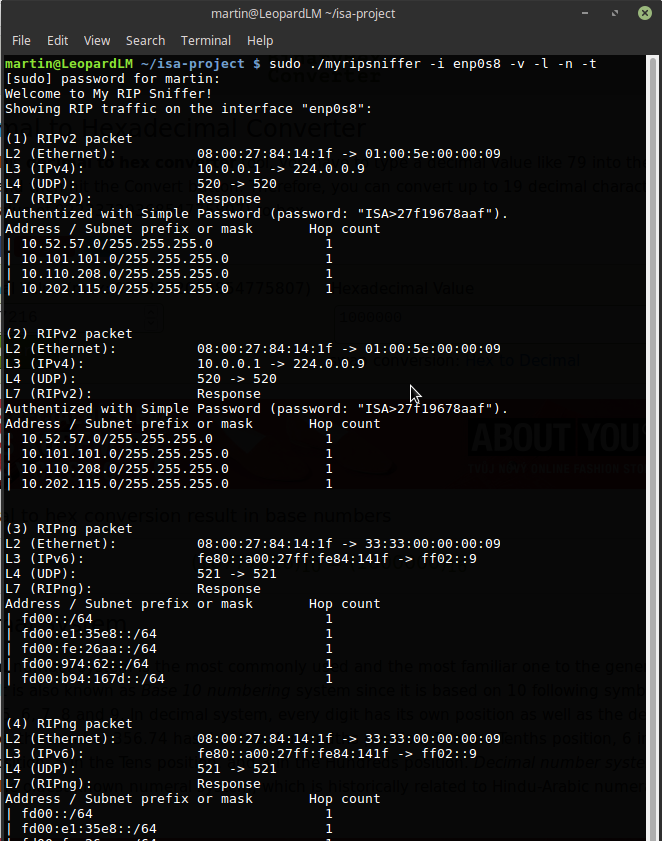 martin@LeopardLM ~/isa-project
File Edit View Search Terminal Help
martin@LeopardLM ~/isa-project $ sudo ./myripsniffer -i enp0s8 -v -l -n -t
[sudo] password for martin:
Welcome to My RIP Sniffer!
Showing RIP traffic on the interface "enp0s8":
(1) RIPv2 packet
L2 (Ethernet): 08:00:27:84:14:1f -> 01:00:5e:00:00:09
L3 (IPv4): 10.0.0.1 -> 224.0.0.9
L4 (UDP): 520 -> 520
L7 (RIPv2): Response
Authentized with Simple Password (password: "ISA>27f19678aaf").
Address / Subnet prefix or mask Hop count
| 10.52.57.0/255.255.255.0 1
| 10.101.101.0/255.255.255.0 1
| 10.110.208.0/255.255.255.0 1
| 10.202.115.0/255.255.255.0 1
(2) RIPv2 packet
L2 (Ethernet): 08:00:27:84:14:1f -> 01:00:5e:00:00:09
L3 (IPv4): 10.0.0.1 -> 224.0.0.9
L4 (UDP): 520 -> 520
L7 (RIPv2): Response
Authentized with Simple Password (password: "ISA>27f19678aaf").
Address / Subnet prefix or mask Hop count
| 10.52.57.0/255.255.255.0 1
| 10.101.101.0/255.255.255.0 1
| 10.110.208.0/255.255.255.0 1
| 10.202.115.0/255.255.255.0 1
(3) RIPng packet
L2 (Ethernet): 08:00:27:84:14:1f -> 33:33:00:00:00:09
L3 (IPv6): fe80::a00:27ff:fe84:141f -> ff02::9
L4 (UDP): 521 -> 521
L7 (RIPng): Response
Address / Subnet prefix or mask Hop count
| fd00::/64 1
| fd00:e1:35e8::/64 1
| fd00:fe:26aa::/64 1
| fd00:974:62::/64 1
| fd00:b94:167d::/64 1
(4) RIPng packet
L2 (Ethernet): 08:00:27:84:14:1f -> 33:33:00:00:00:09
L3 (IPv6): fe80::a00:27ff:fe84:141f -> ff02::9
L4 (UDP): 521 -> 521
L7 (RIPng): Response
Address / Subnet prefix or mask Hop count
| fd00::/64 1
| fd00:e1:35e8::/64 1